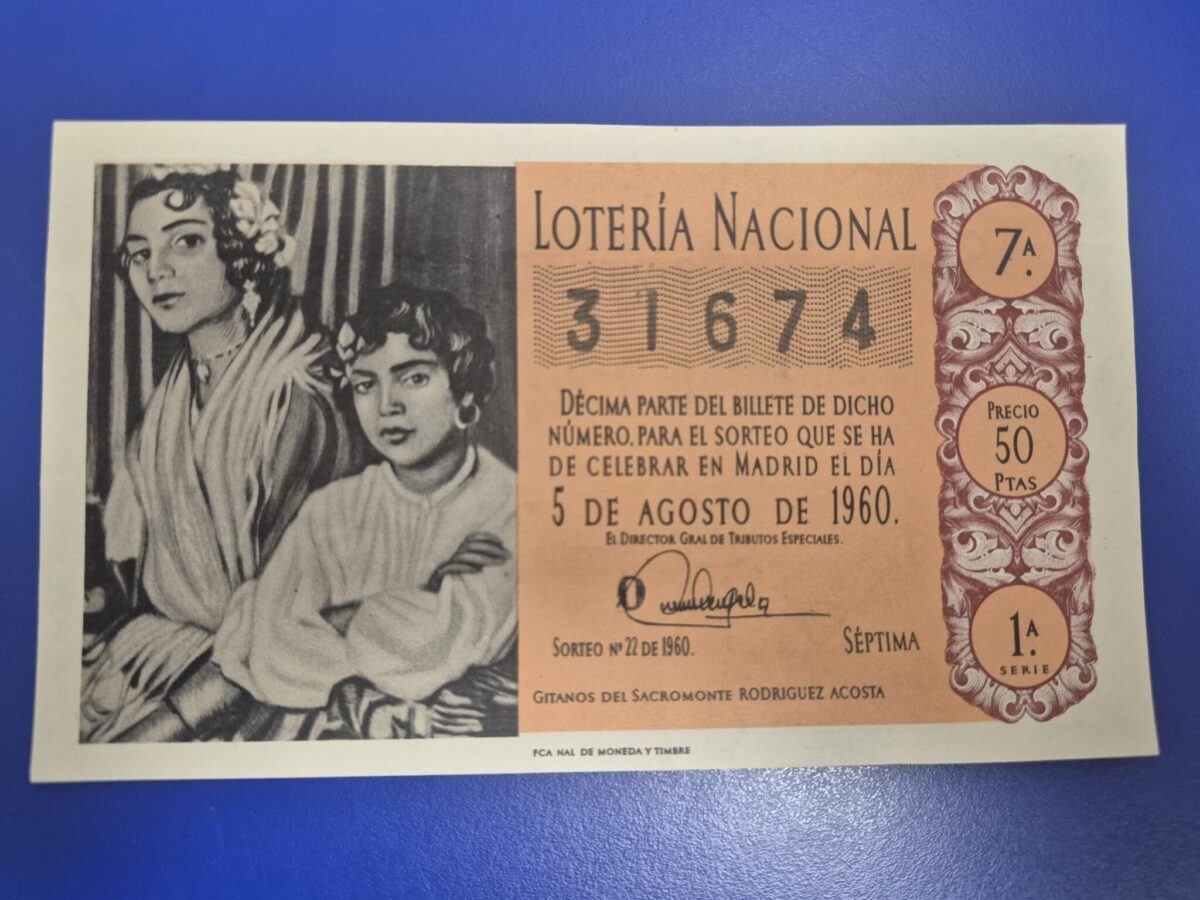 LOTERÍA NACIONAL
31674
DÉCIMA PARTE DEL BILLETE DE DICHO
NÚMERO, PARA EL SORTEO QUE SE HA
DE CELEBRAR EN MADRID EL DÍA
5 DE AGOSTO DE 1960.
EL DIRECTOR GRAL DE TRIBUTOS ESPECIALES.
SORTEO Nº 22 DE 1960.
SÉPTIMA
GITANOS DEL SACROMONTE RODRIGUEZ ACOSTA
FCA NAL DE MONEDA Y TIMBRE
7ᴬ.
PRECIO
50
PTAS
1ᴬ.
SERIE